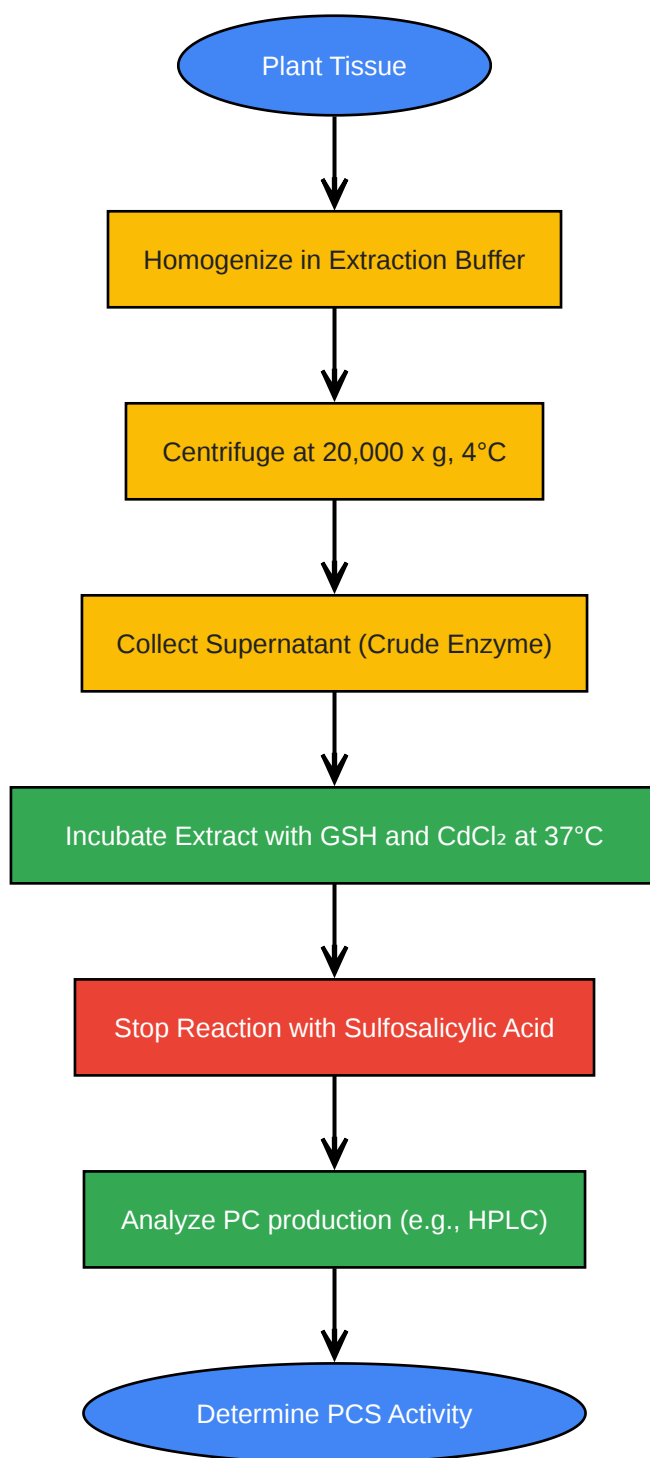 Plant Tissue
Homogenize in Extraction Buffer
Centrifuge at 20,000 x g, 4°C
Collect Supernatant (Crude Enzyme)
Incubate Extract with GSH and CdCl₂ at 37°C
Stop Reaction with Sulfosalicylic Acid
Analyze PC production (e.g., HPLC)
Determine PCS Activity